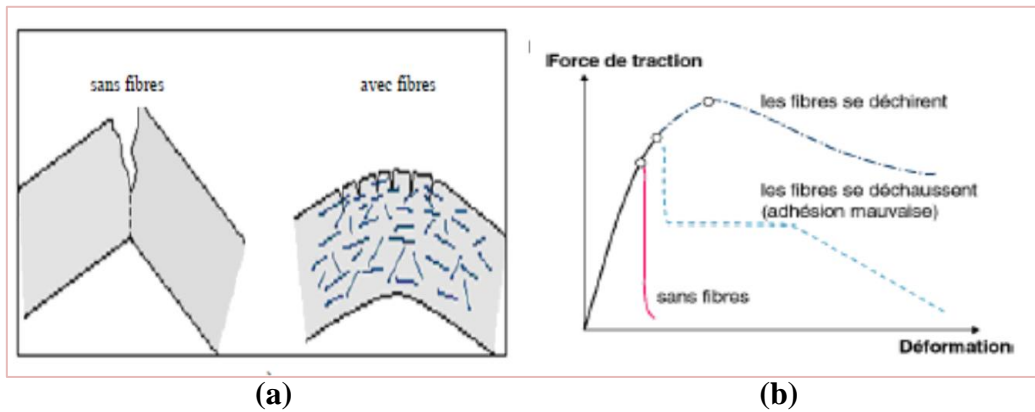 sans fibres
avec fibres
(a)
Force de traction
les fibres se déchirent
les fibres se déchaussent
(adhésion mauvaise)
sans fibres
Déformation
(b)